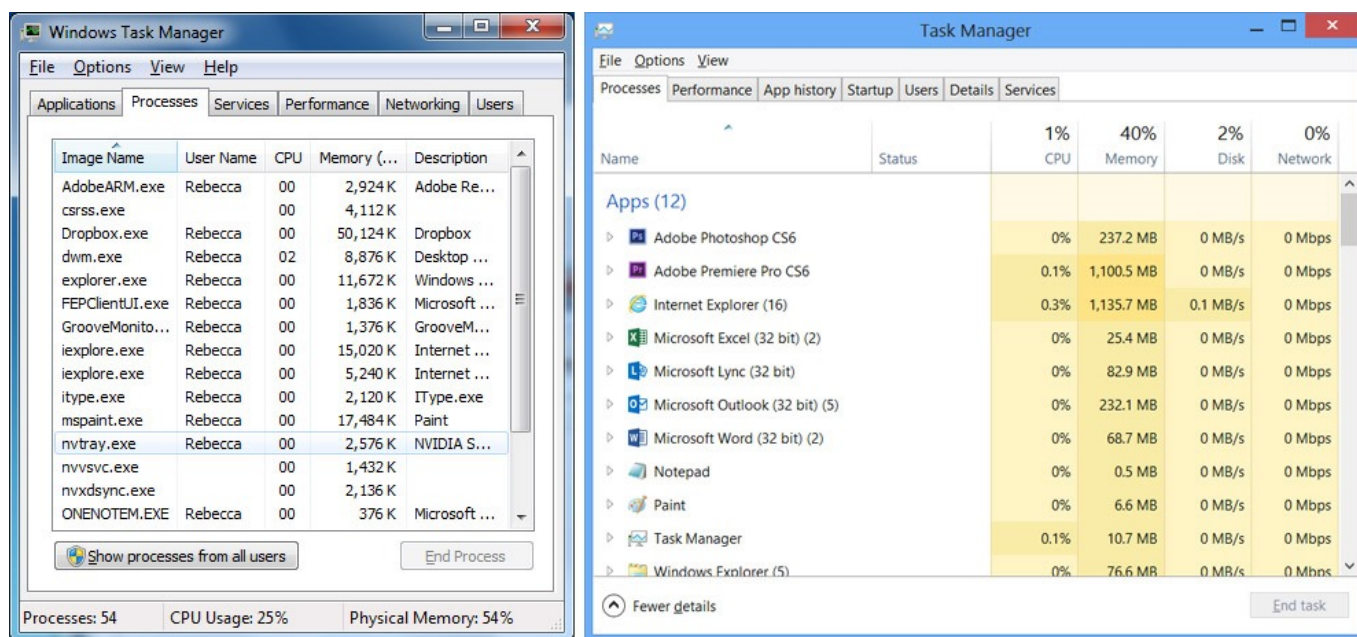 Windows Task Manager
File Options View Help
Applications Processes Services Performance Networking Users
Image Name User Name CPU Memory (... Description
AdobeARM.exe Rebecca 00 2,924 K Adobe Re...
csrss.exe 00 4,112 K
Dropbox.exe Rebecca 00 50,124 K Dropbox
dwm.exe Rebecca 02 8,876 K Desktop ...
explorer.exe Rebecca 00 11,672 K Windows ...
FEPClientUI.exe Rebecca 00 1,836 K Microsoft ...
GrooveMonito... Rebecca 00 1,376 K GrooveM...
iexplore.exe Rebecca 00 15,020 K Internet ...
iexplore.exe Rebecca 00 5,240 K Internet ...
itype.exe Rebecca 00 2,120 K IType.exe
mspaint.exe Rebecca 00 17,484 K Paint
nvtray.exe Rebecca 00 2,576 K NVIDIA S...
nvvsvc.exe 00 1,432 K
nvxdsync.exe 00 2,136 K
ONENOTEM.EXE Rebecca 00 376 K Microsoft ...
Show processes from all users End Process
Processes: 54 CPU Usage: 25% Physical Memory: 54%
Task Manager
File Options View
Processes Performance App history Startup Users Details Services
1% 40% 2% 0%
Name Status CPU Memory Disk Network
Apps (12)
Ps Adobe Photoshop CS6 0% 237.2 MB 0 MB/s 0 Mbps
Pr Adobe Premiere Pro CS6 0.1% 1,100.5 MB 0 MB/s 0 Mbps
Internet Explorer (16) 0.3% 1,135.7 MB 0.1 MB/s 0 Mbps
Microsoft Excel (32 bit) (2) 0% 25.4 MB 0 MB/s 0 Mbps
Microsoft Lync (32 bit) 0% 82.9 MB 0 MB/s 0 Mbps
Microsoft Outlook (32 bit) (5) 0% 232.1 MB 0 MB/s 0 Mbps
Microsoft Word (32 bit) (2) 0% 68.7 MB 0 MB/s 0 Mbps
Notepad 0% 0.5 MB 0 MB/s 0 Mbps
Paint 0% 6.6 MB 0 MB/s 0 Mbps
Task Manager 0.1% 10.7 MB 0 MB/s 0 Mbps
Windows Explorer (5) 0% 76.6 MB 0 MB/s 0 Mbps
Fewer details End task